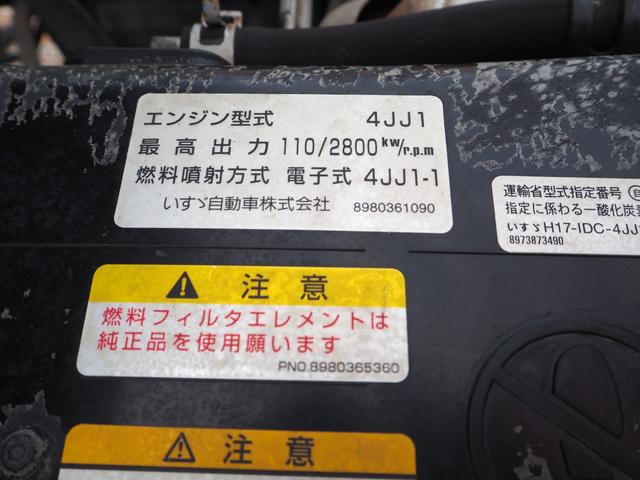 エンジン型式 4JJ1
最高出力 110/2800kw/r.p.m
燃料噴射方式 電子式 4JJ1-1
いすゞ自動車株式会社 8980361090
運輸省型式指定番号
指定に係わる一酸化炭素
いすゞH17-IDC-4JJ
8973873490
注意
燃料フィルタエレメントは
純正品を使用願います
PNO.8980365360
注意